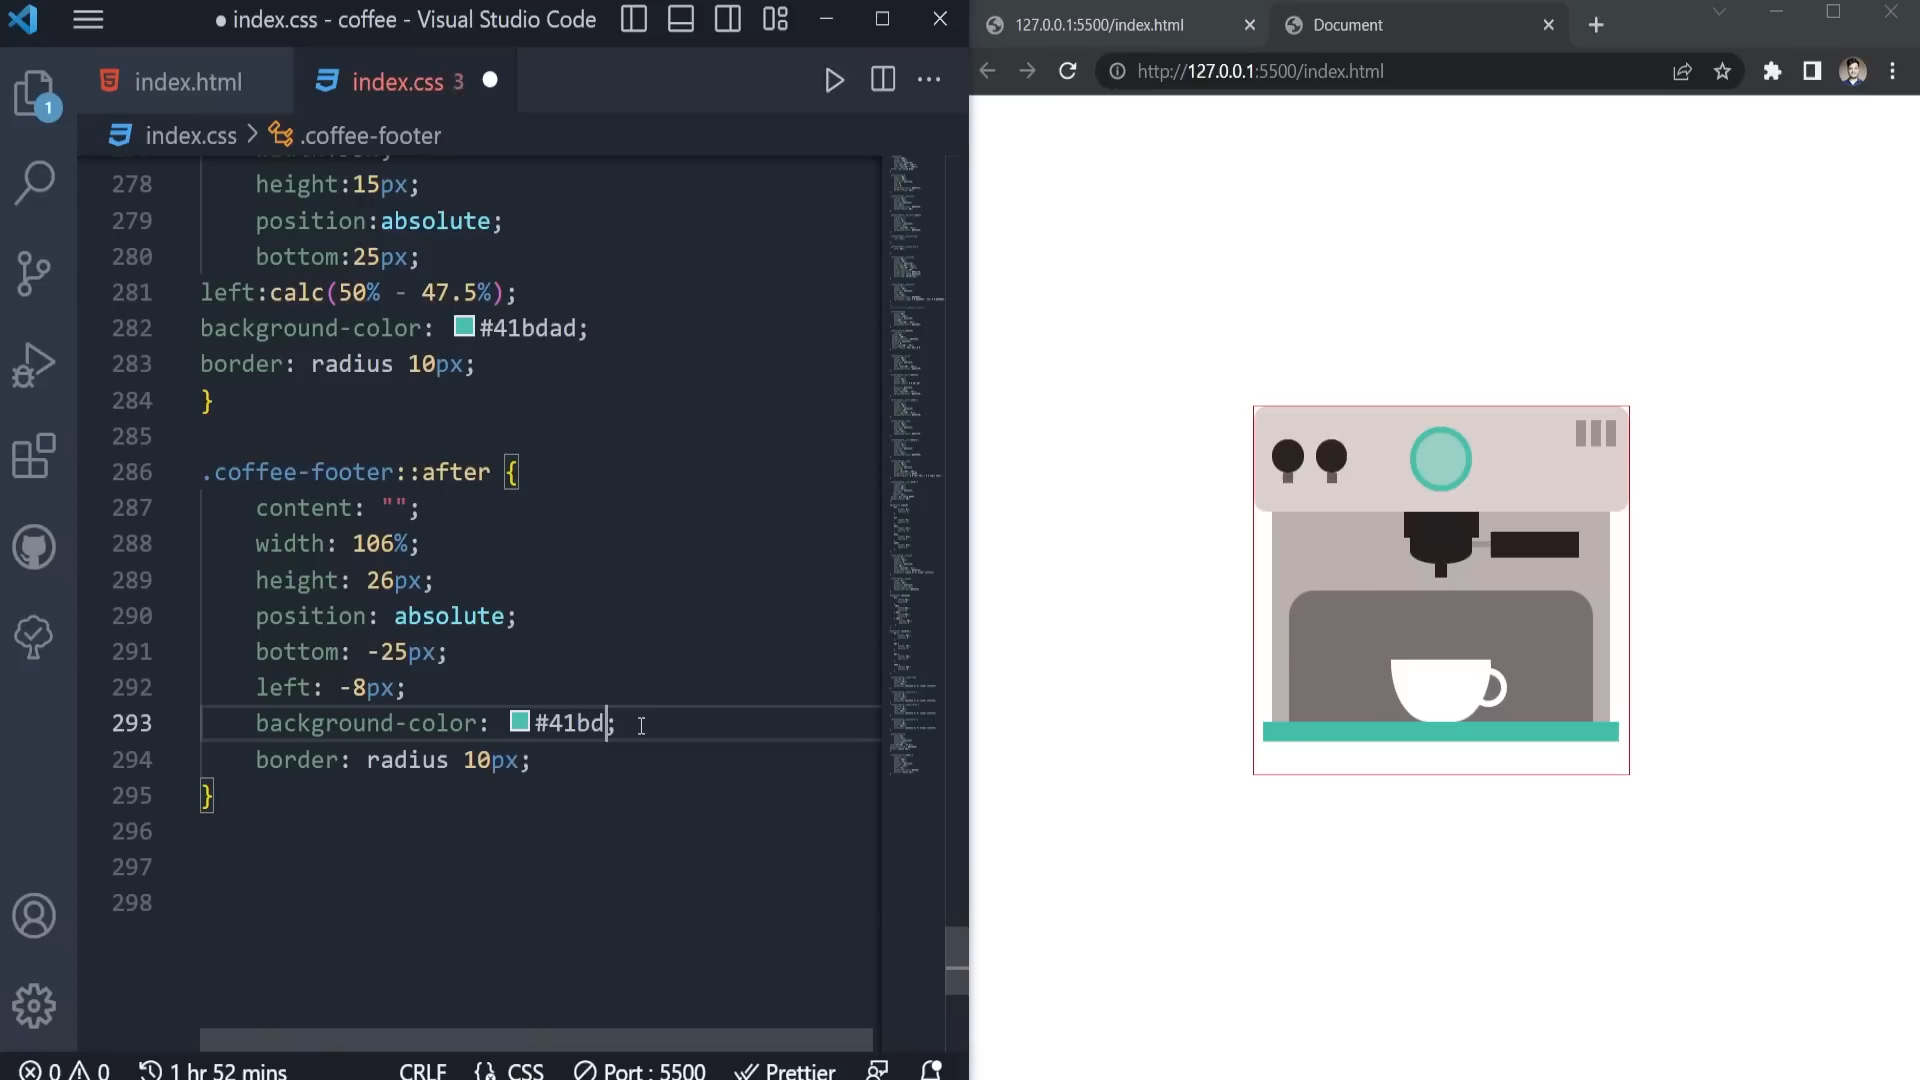 index.css - coffee - Visual Studio Code
index.html
index.css 3
index.css > .coffee-footer
278 height:15px;
279 position:absolute;
280 bottom:25px;
281 left:calc(50% - 47.5%);
282 background-color: #41bdad;
283 border: radius 10px;
284 }
285
286 .coffee-footer::after {
287 content: "";
288 width: 106%;
289 height: 26px;
290 position: absolute;
291 bottom: -25px;
292 left: -8px;
293 background-color: #41bd;
294 border: radius 10px;
295 }
296
297
298
1
0 0 1 hr 52 mins CRLF {} CSS Port : 5500 Prettier
127.0.0.1:5500/index.html
Document
http://127.0.0.1:5500/index.html